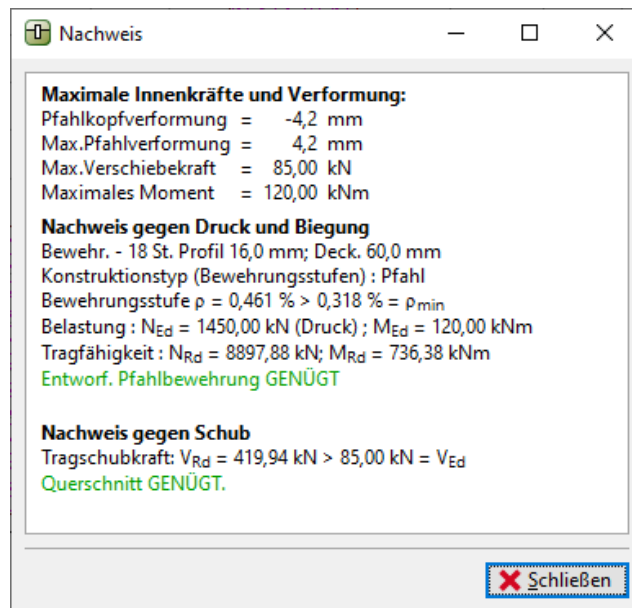 Nachweis
Maximale Innenkräfte und Verformung:
Pfahlkopfverformung = -4,2 mm
Max.Pfahlverformung = 4,2 mm
Max.Verschiebekraft = 85,00 kN
Maximales Moment = 120,00 kNm
Nachweis gegen Druck und Biegung
Bewehr. - 18 St. Profil 16,0 mm; Deck. 60,0 mm
Konstruktionstyp (Bewehrungsstufen) : Pfahl
Bewehrungsstufe ρ = 0,461 % > 0,318 % = ρmin
Belastung : NEd = 1450,00 kN (Druck) ; MEd = 120,00 kNm
Tragfähigkeit : NRd = 8897,88 kN; MRd = 736,38 kNm
Entworf. Pfahlbewehrung GENÜGT
Nachweis gegen Schub
Tragschubkraft: VRd = 419,94 kN > 85,00 kN = VEd
Querschnitt GENÜGT.
Schließen